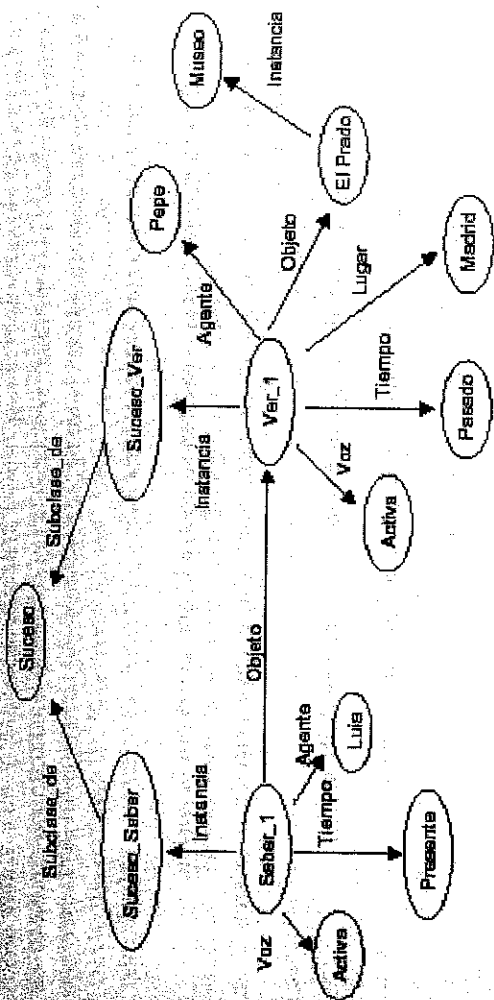 Suceso
Subclase_de
Subclase_de
Suceso_Saber
Suceso_Ver
Instancia
Instancia
Agente
Pepe
Museo
Instancia
Saber_1
Objeto
Ver_1
Objeto
El Prado
Voz
Activa
Tiempo
Agente
Luis
Presente
Voz
Activa
Tiempo
Pasado
Lugar
Madrid